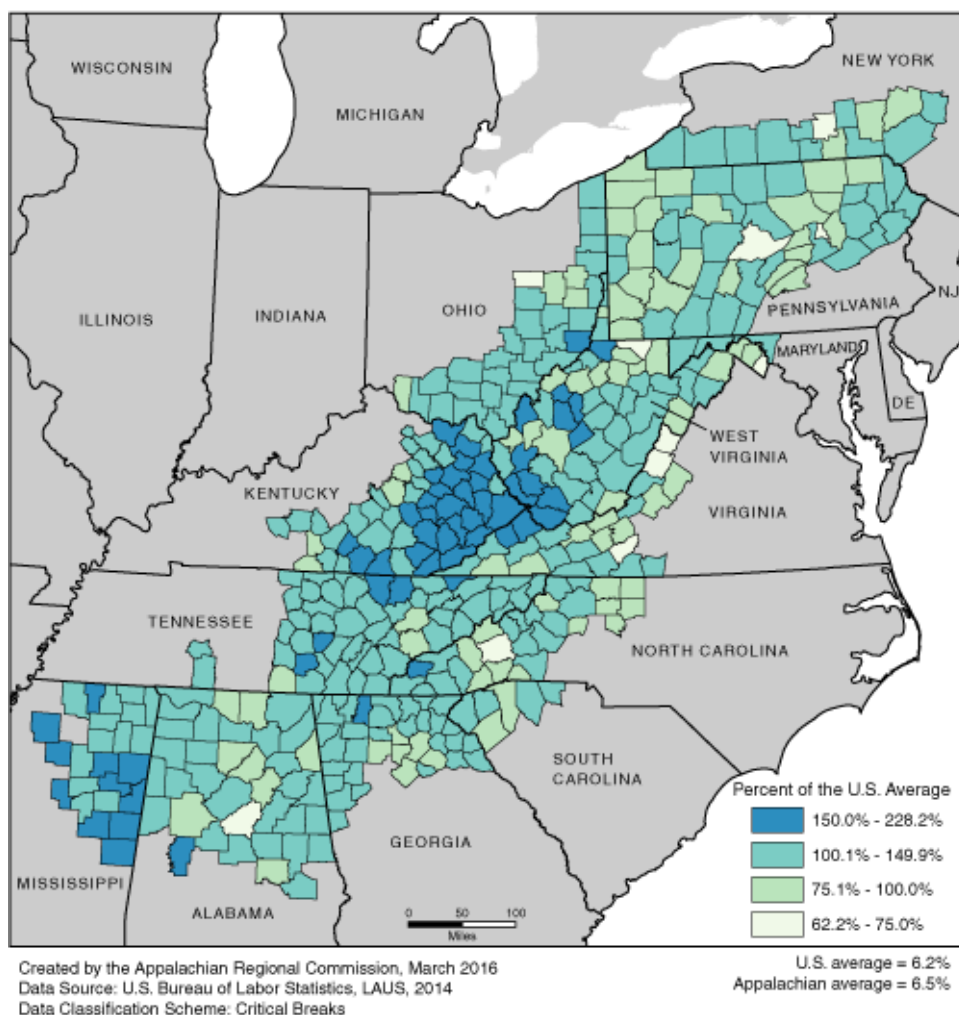 WISCONSIN
MICHIGAN
NEW YORK
ILLINOIS
INDIANA
OHIO
PENNSYLVANIA
NJ
MARYLAND
DE
WEST
VIRGINIA
KENTUCKY
VIRGINIA
TENNESSEE
NORTH CAROLINA
SOUTH
CAROLINA
GEORGIA
MISSISSIPPI
ALABAMA
Percent of the U.S. Average
150.0% - 228.2%
100.1% - 149.9%
75.1% - 100.0%
62.2% - 75.0%
0 50 100
Miles
Created by the Appalachian Regional Commission, March 2016
Data Source: U.S. Bureau of Labor Statistics, LAUS, 2014
Data Classification Scheme: Critical Breaks
U.S. average = 6.2%
Appalachian average = 6.5%